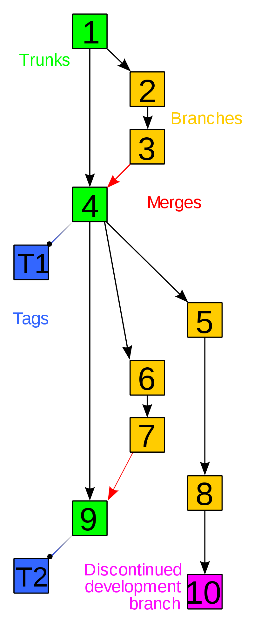 1
Trunks
2
Branches
3
4
Merges
T1
Tags
5
6
7
8
9
T2
Discontinued
development
branch
10